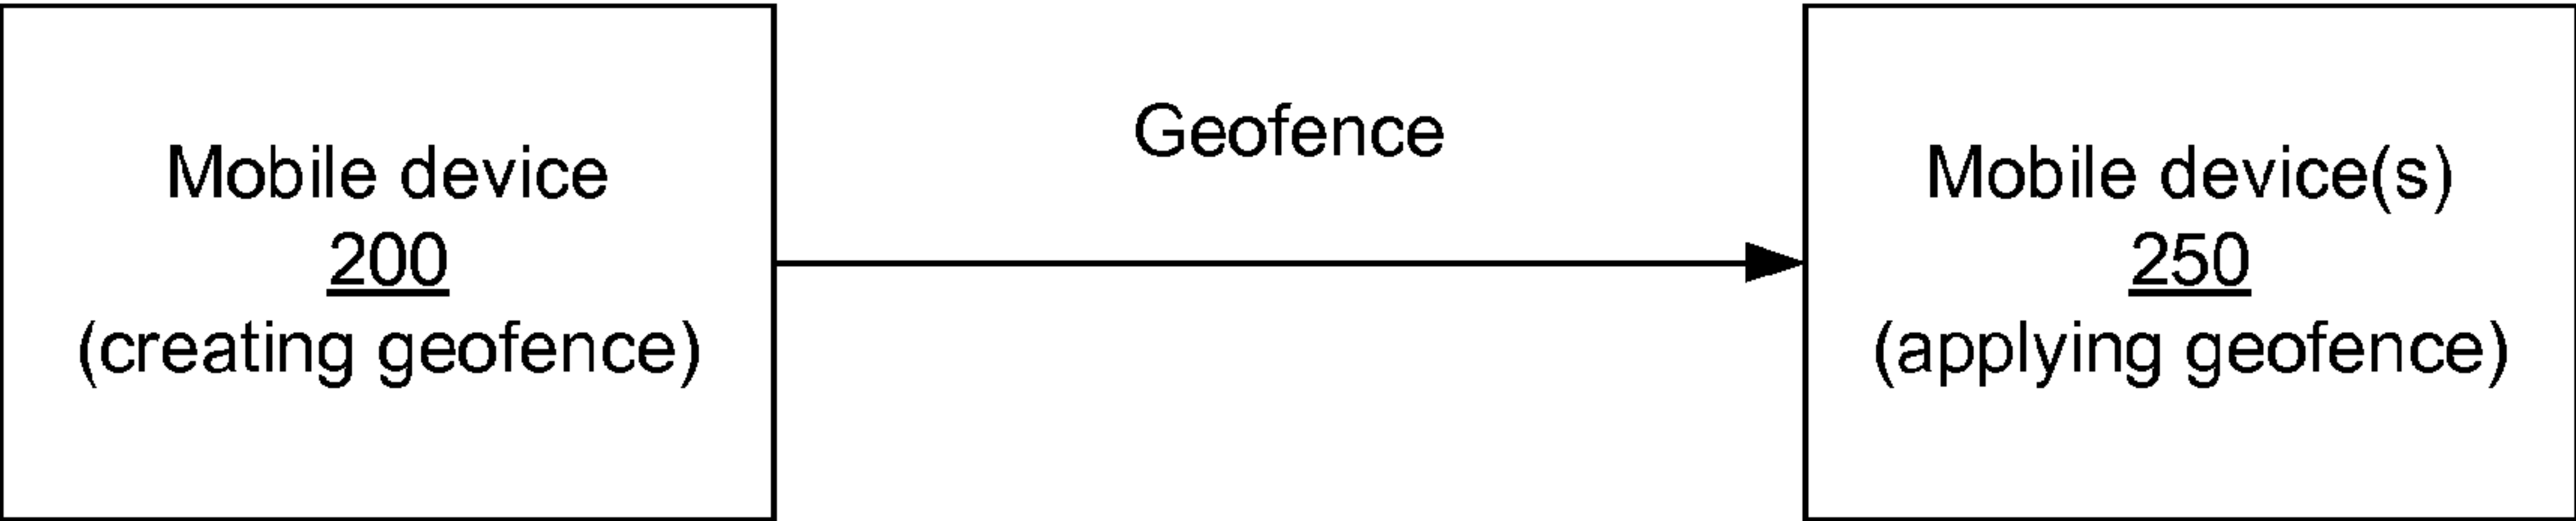 Mobile device
200
(creating geofence)
Geofence
Mobile device(s)
250
(applying geofence)